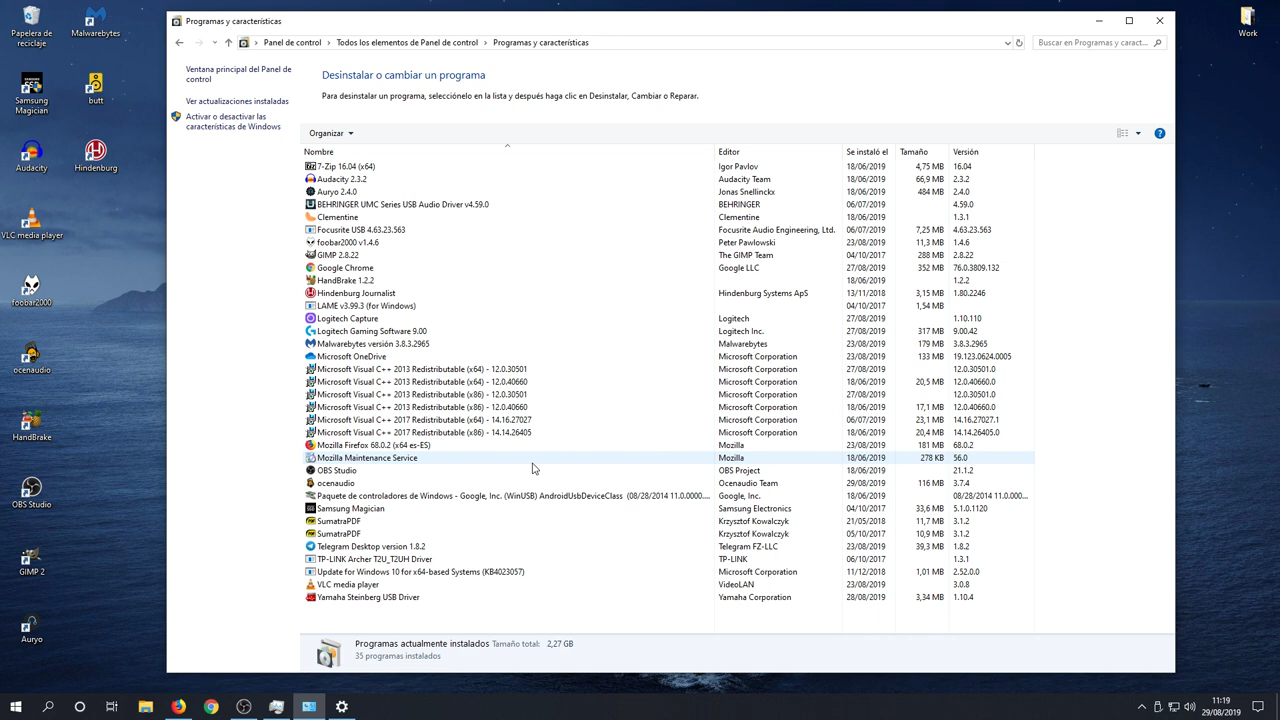 Papelera de reciclaje
Malwarebytes
Samsung Magician
butt
Audacity
Hindenburg
VLC media player
foobar2000
ocenaudio
HandBrake
OBS Studio
GIMP 2
Auryo
Work
Programas y características
Panel de control > Todos los elementos de Panel de control > Programas y características
Buscar en Programas y caract...
Ventana principal del Panel de control
Ver actualizaciones instaladas
Activar o desactivar las características de Windows
Desinstalar o cambiar un programa
Para desinstalar un programa, selecciónelo en la lista y después haga clic en Desinstalar, Cambiar o Reparar.
Organizar
Nombre Editor Se instaló el Tamaño Versión
7-Zip 16.04 (x64) Igor Pavlov 18/06/2019 4,75 MB 16.04
Audacity 2.3.2 Audacity Team 18/06/2019 66,9 MB 2.3.2
Auryo 2.4.0 Jonas Snellinckx 18/06/2019 484 MB 2.4.0
BEHRINGER UMC Series USB Audio Driver v4.59.0 BEHRINGER 06/07/2019 4.59.0
Clementine Clementine 18/06/2019 1.3.1
Focusrite USB 4.63.23.563 Focusrite Audio Engineering, Ltd. 06/07/2019 7,25 MB 4.63.23.563
foobar2000 v1.4.6 Peter Pawlowski 23/08/2019 11,3 MB 1.4.6
GIMP 2.8.22 The GIMP Team 04/10/2017 288 MB 2.8.22
Google Chrome Google LLC 27/08/2019 352 MB 76.0.3809.132
HandBrake 1.2.2 18/06/2019 1.2.2
Hindenburg Journalist Hindenburg Systems ApS 13/11/2018 3,15 MB 1.80.2246
LAME v3.99.3 (for Windows) 04/10/2017 1,54 MB
Logitech Capture Logitech 27/08/2019 1.10.110
Logitech Gaming Software 9.00 Logitech Inc. 27/08/2019 317 MB 9.00.42
Malwarebytes versión 3.8.3.2965 Malwarebytes 23/08/2019 179 MB 3.8.3.2965
Microsoft OneDrive Microsoft Corporation 23/08/2019 133 MB 19.123.0624.0005
Microsoft Visual C++ 2013 Redistributable (x64) - 12.0.30501 Microsoft Corporation 27/08/2019 12.0.30501.0
Microsoft Visual C++ 2013 Redistributable (x64) - 12.0.40660 Microsoft Corporation 18/06/2019 20,5 MB 12.0.40660.0
Microsoft Visual C++ 2013 Redistributable (x86) - 12.0.30501 Microsoft Corporation 27/08/2019 12.0.30501.0
Microsoft Visual C++ 2013 Redistributable (x86) - 12.0.40660 Microsoft Corporation 18/06/2019 17,1 MB 12.0.40660.0
Microsoft Visual C++ 2017 Redistributable (x64) - 14.16.27027 Microsoft Corporation 06/07/2019 23,1 MB 14.16.27027.1
Microsoft Visual C++ 2017 Redistributable (x86) - 14.14.26405 Microsoft Corporation 18/06/2019 20,4 MB 14.14.26405.0
Mozilla Firefox 68.0.2 (x64 es-ES) Mozilla 23/08/2019 181 MB 68.0.2
Mozilla Maintenance Service Mozilla 18/06/2019 278 KB 56.0
OBS Studio OBS Project 18/06/2019 21.1.2
ocenaudio Ocenaudio Team 23/08/2019 116 MB 3.7.4
Paquete de controladores de Windows - Google, Inc. (WinUSB) AndroidUsbDeviceClass (08/28/2014 11.0.0000,... Google, Inc. 18/06/2019 08/28/2014 11.0.000...
Samsung Magician Samsung Electronics 04/10/2017 33,6 MB 5.1.0.1120
SumatraPDF Krzysztof Kowalczyk 21/05/2018 11,7 MB 3.1.2
SumatraPDF Krzysztof Kowalczyk 05/10/2017 10,9 MB 3.1.2
Telegram Desktop version 1.8.2 Telegram FZ-LLC 23/08/2019 39,3 MB 1.8.2
TP-LINK Archer T2U_T2UH Driver TP-LINK 06/10/2017 1.3.1
Update for Windows 10 for x64-based Systems (KB4023057) Microsoft Corporation 11/12/2018 1,01 MB 2.52.0.0
VLC media player VideoLAN 23/08/2019 3.0.8
Yamaha Steinberg USB Driver Yamaha Corporation 28/08/2019 3,34 MB 1.10.4
Programas actualmente instalados Tamaño total: 2,27 GB
35 programas instalados
11:19
29/08/2019